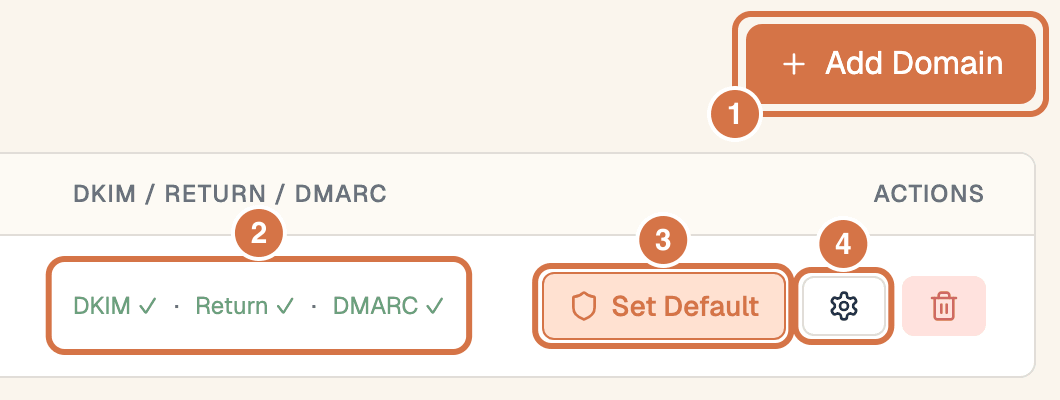 + Add Domain
1
DKIM / RETURN / DMARC
ACTIONS
2
3
4
DKIM ✓ · Return ✓ · DMARC ✓
Set Default